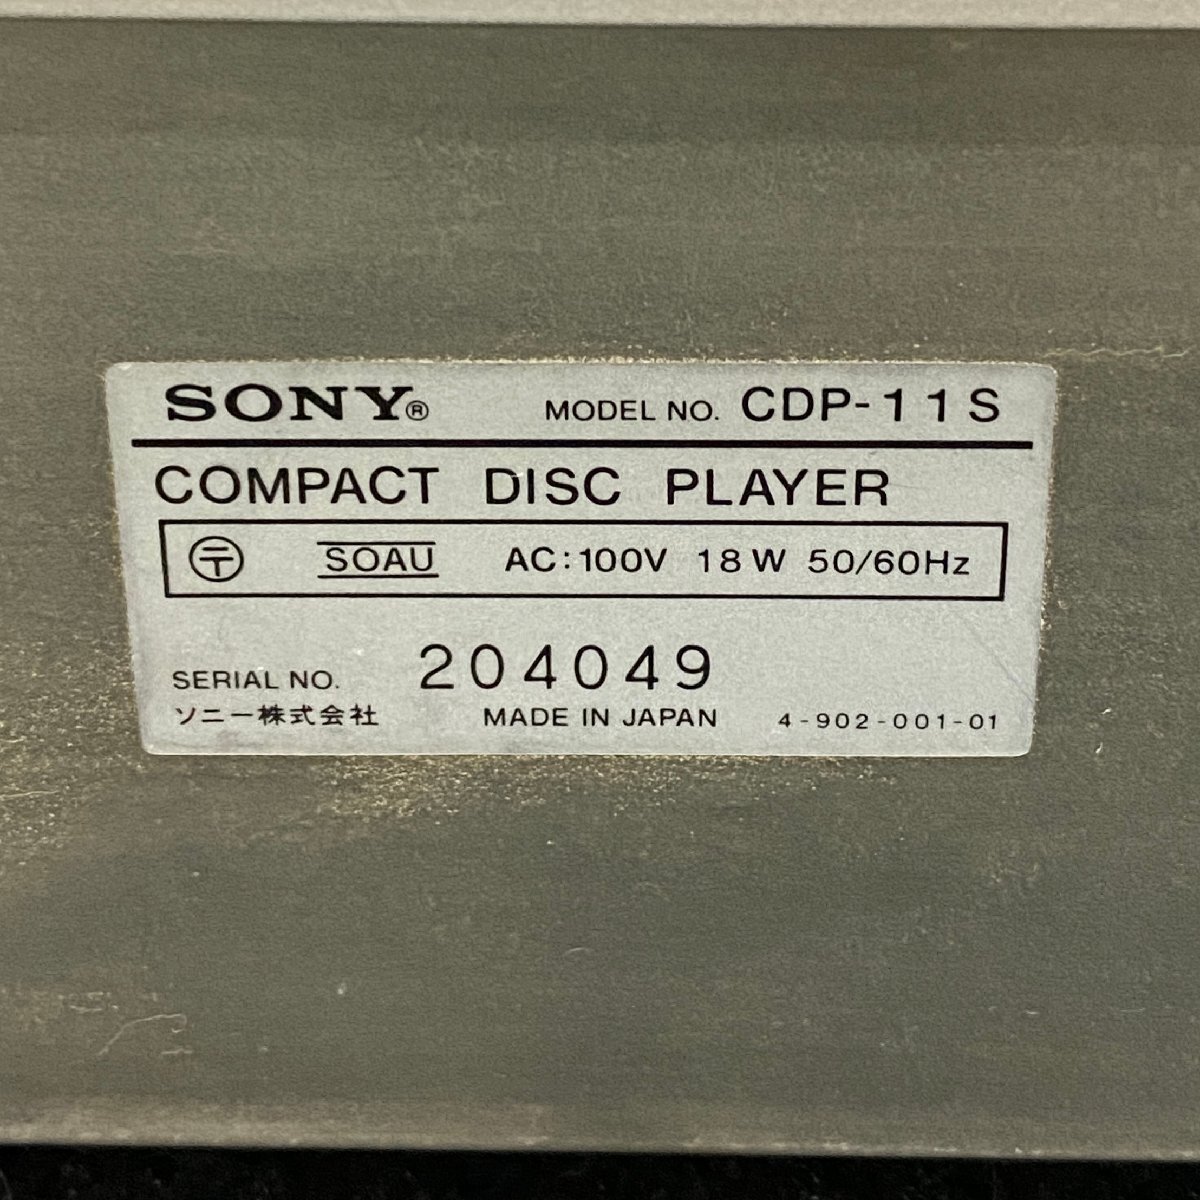 SONY® MODEL NO. CDP-11S
COMPACT DISC PLAYER
〒 SOAU AC:100V 18W 50/60Hz
SERIAL NO. 204049
ソニー株式会社 MADE IN JAPAN 4-902-001-01